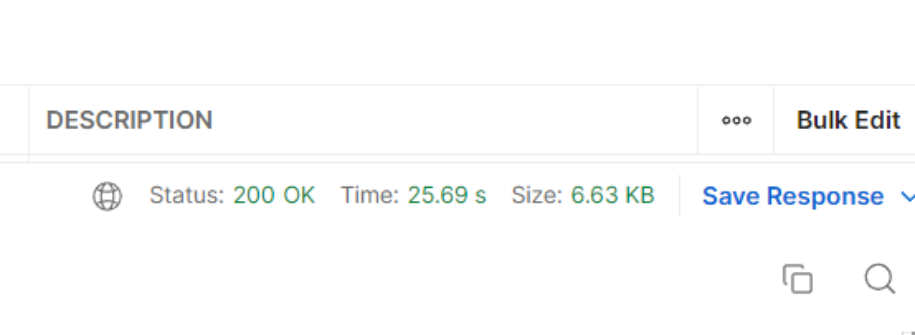 DESCRIPTION Bulk Edit
Status: 200 OK Time: 25.69 s Size: 6.63 KB Save Response